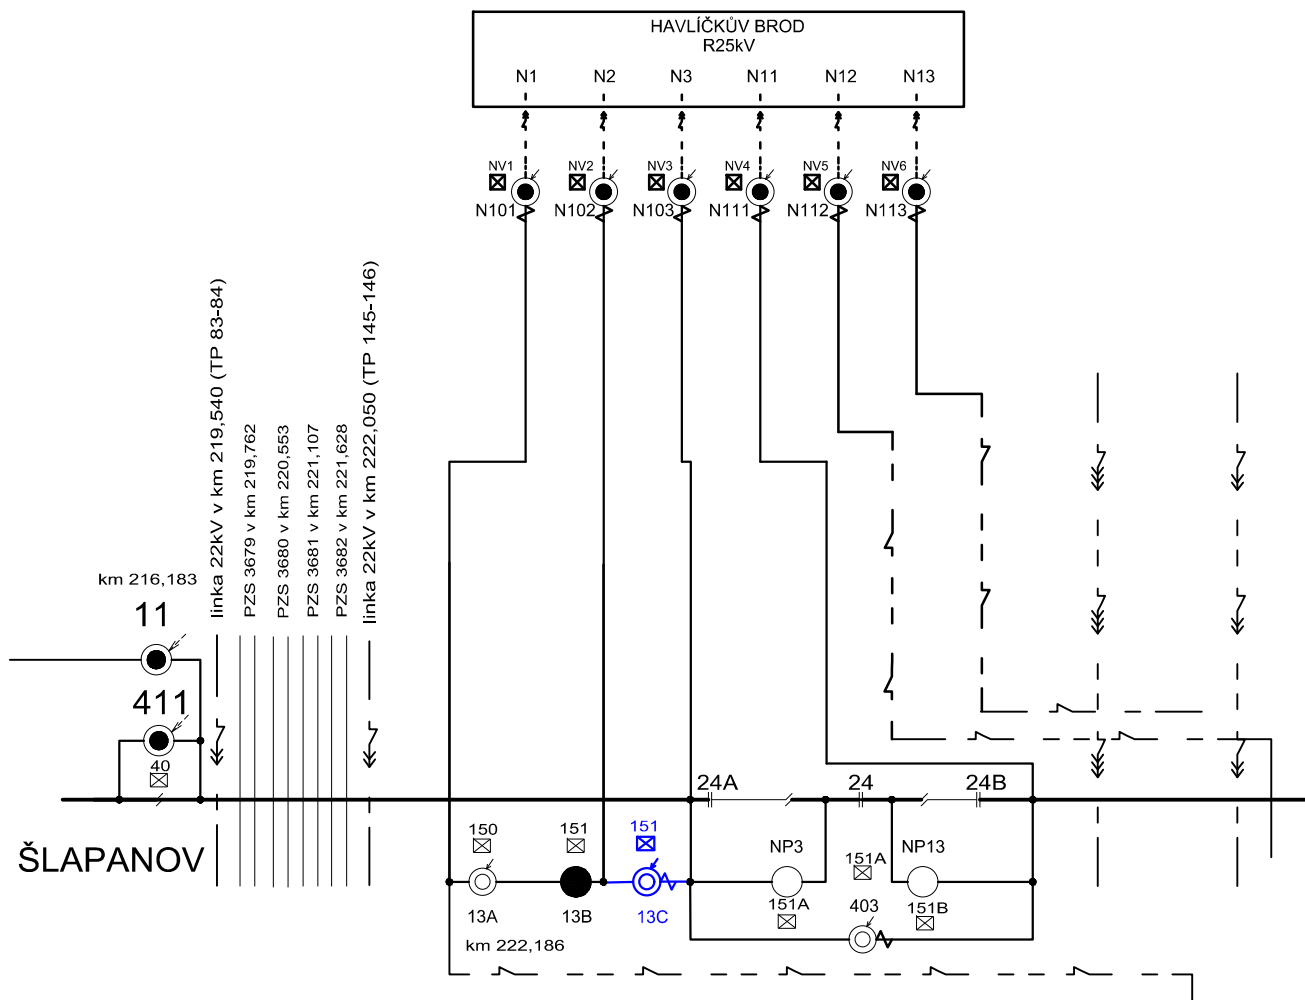 HAVLÍČKŮV BROD
R25kV
N1 N2 N3 N11 N12 N13
NV1 NV2 NV3 NV4 NV5 NV6
N101 N102 N103 N111 N112 N113
linka 22kV v km 219,540 (TP 83-84)
PZS 3679 v km 219,762
PZS 3680 v km 220,553
PZS 3681 v km 221,107
PZS 3682 v km 221,628
linka 22kV v km 222,050 (TP 145-146)
km 216,183
11
411
40
24A 24 24B
ŠLAPANOV
150 151 151 NP3 151A NP13
13A 13B 13C 151A 403 151B
km 222,186